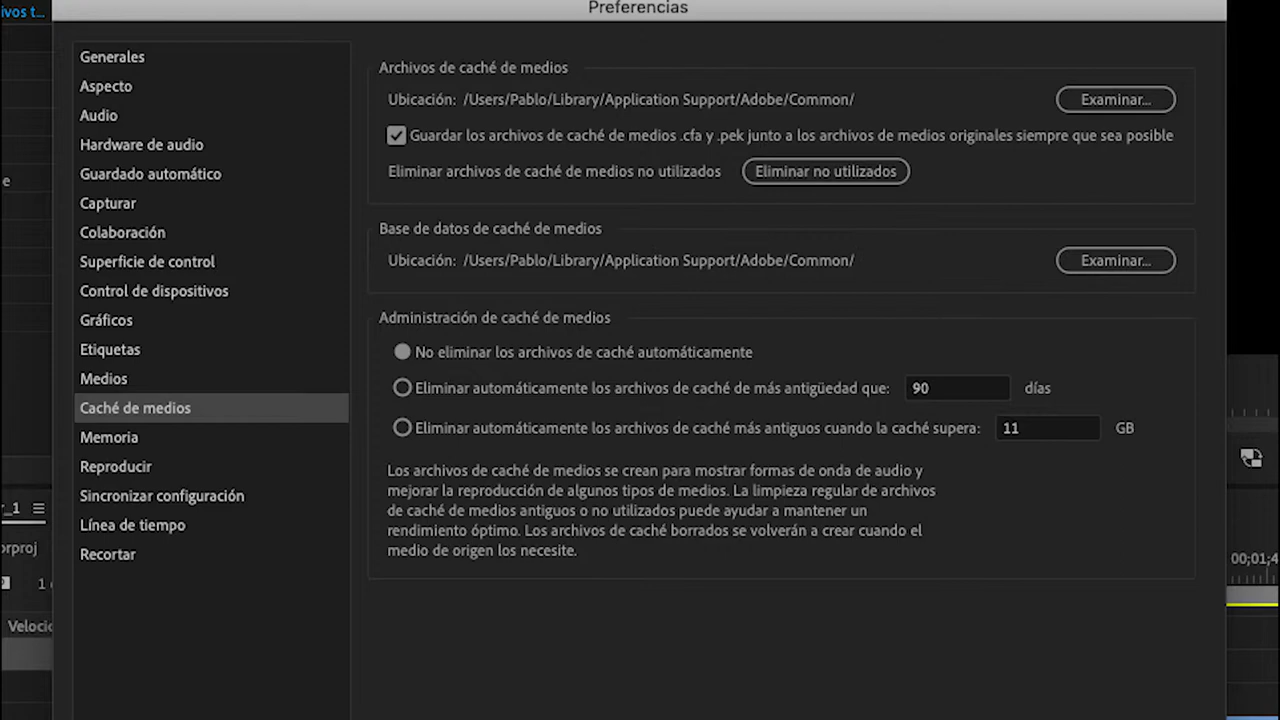 Preferencias
ivos t...
Generales
Aspecto
Audio
Hardware de audio
Guardado automático
Capturar
Colaboración
Superficie de control
Control de dispositivos
Gráficos
Etiquetas
Medios
Caché de medios
Memoria
Reproducir
Sincronizar configuración
Línea de tiempo
Recortar
Archivos de caché de medios
Ubicación: /Users/Pablo/Library/Application Support/Adobe/Common/ Examinar...
Guardar los archivos de caché de medios .cfa y .pek junto a los archivos de medios originales siempre que sea posible
Eliminar archivos de caché de medios no utilizados Eliminar no utilizados
Base de datos de caché de medios
Ubicación: /Users/Pablo/Library/Application Support/Adobe/Common/ Examinar...
Administración de caché de medios
No eliminar los archivos de caché automáticamente
Eliminar automáticamente los archivos de caché de más antigüedad que: 90 días
Eliminar automáticamente los archivos de caché más antiguos cuando la caché supera: 11 GB
Los archivos de caché de medios se crean para mostrar formas de onda de audio y
mejorar la reproducción de algunos tipos de medios. La limpieza regular de archivos
de caché de medios antiguos o no utilizados puede ayudar a mantener un
rendimiento óptimo. Los archivos de caché borrados se volverán a crear cuando el
medio de origen los necesite.
e
r_1
orproj
1
Velocic
00;01;4